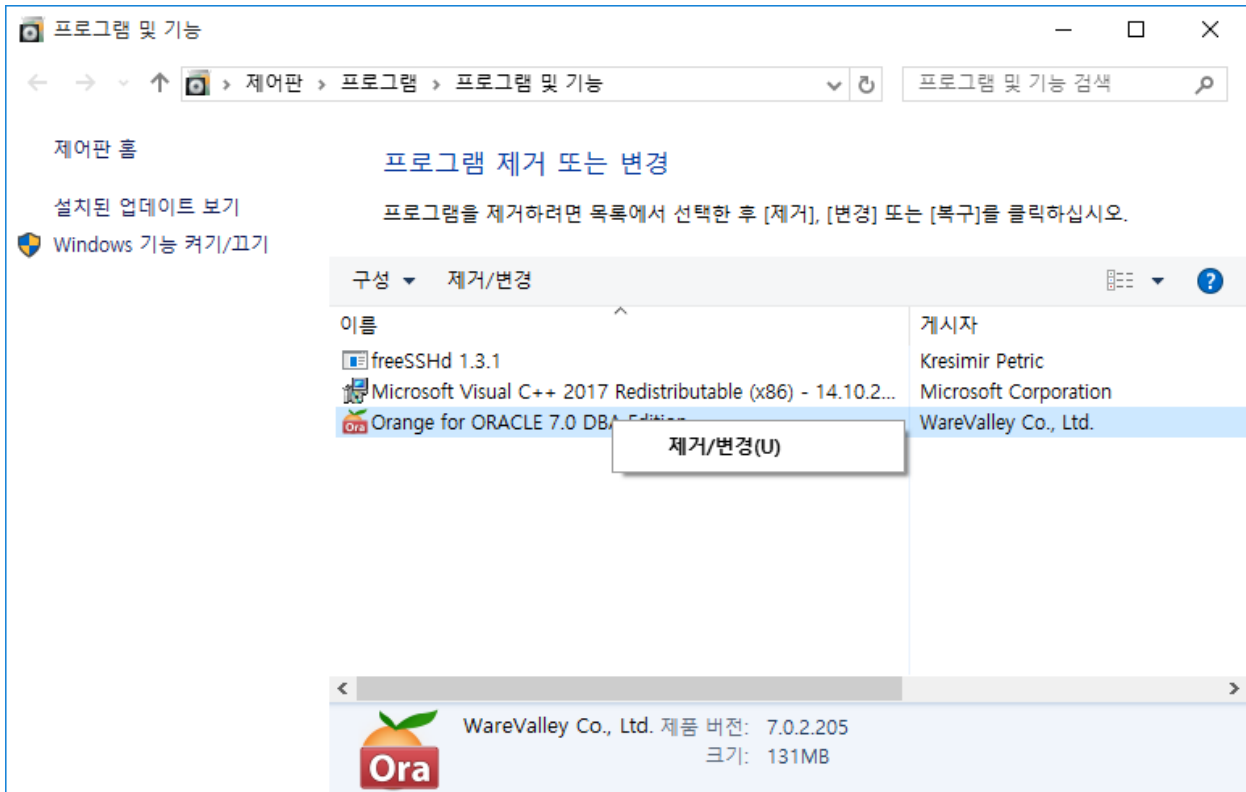 프로그램 및 기능
제어판 > 프로그램 > 프로그램 및 기능
프로그램 및 기능 검색
제어판 홈
설치된 업데이트 보기
Windows 기능 켜기/끄기
프로그램 제거 또는 변경
프로그램을 제거하려면 목록에서 선택한 후 [제거], [변경] 또는 [복구]를 클릭하십시오.
구성 제거/변경
이름 게시자
freeSSHd 1.3.1 Kresimir Petric
Microsoft Visual C++ 2017 Redistributable (x86) - 14.10.2... Microsoft Corporation
Orange for ORACLE 7.0 DBA Edition WareValley Co., Ltd.
제거/변경(U)
WareValley Co., Ltd. 제품 버전: 7.0.2.205
크기: 131MB
Ora